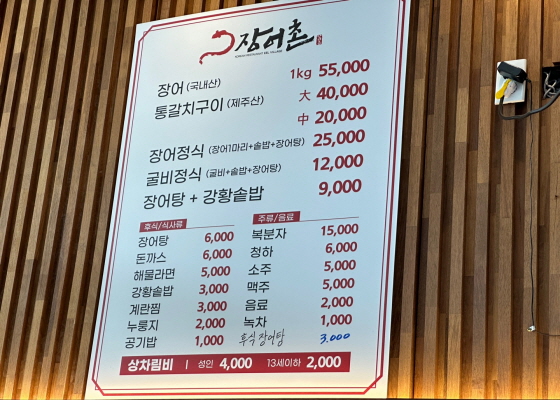 장어촌
장어 (국내산) 1kg 55,000
통갈치구이 (제주산) 大 40,000
中 20,000
장어정식 (장어1마리+솥밥+장어탕) 25,000
굴비정식 (굴비+솥밥+장어탕) 12,000
장어탕 + 강황솥밥 9,000
후식/식사류
장어탕 6,000
돈까스 6,000
해물라면 5,000
강황솥밥 3,000
계란찜 3,000
누룽지 2,000
공기밥 1,000
주류/음료
복분자 15,000
청하 6,000
소주 5,000
맥주 5,000
음료 2,000
녹차 1,000
후식 장어탕 3.000
상차림비 | 성인 4,000 13세이하 2,000